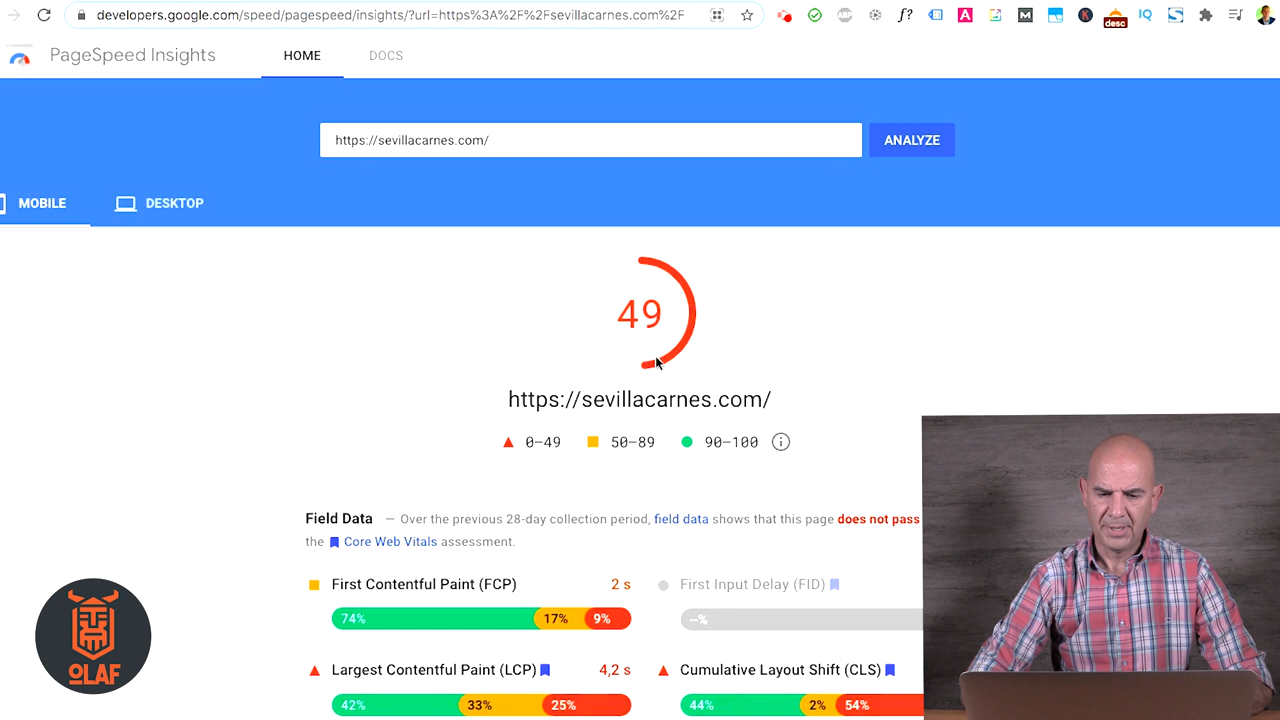 developers.google.com/speed/pagespeed/insights/?url=https%3A%2F%2Fsevillacarnes.com%2F
ABP
f?
A
M
K
desc
IQ
S
PageSpeed Insights
HOME
DOCS
https://sevillacarnes.com/
ANALYZE
MOBILE
DESKTOP
49
https://sevillacarnes.com/
0–49
50–89
90–100
i
Field Data — Over the previous 28-day collection period, field data shows that this page does not pass
the Core Web Vitals assessment.
First Contentful Paint (FCP) 2 s
74% 17% 9%
First Input Delay (FID)
--%
Largest Contentful Paint (LCP) 4,2 s
42% 33% 25%
Cumulative Layout Shift (CLS)
44% 2% 54%
OLAF